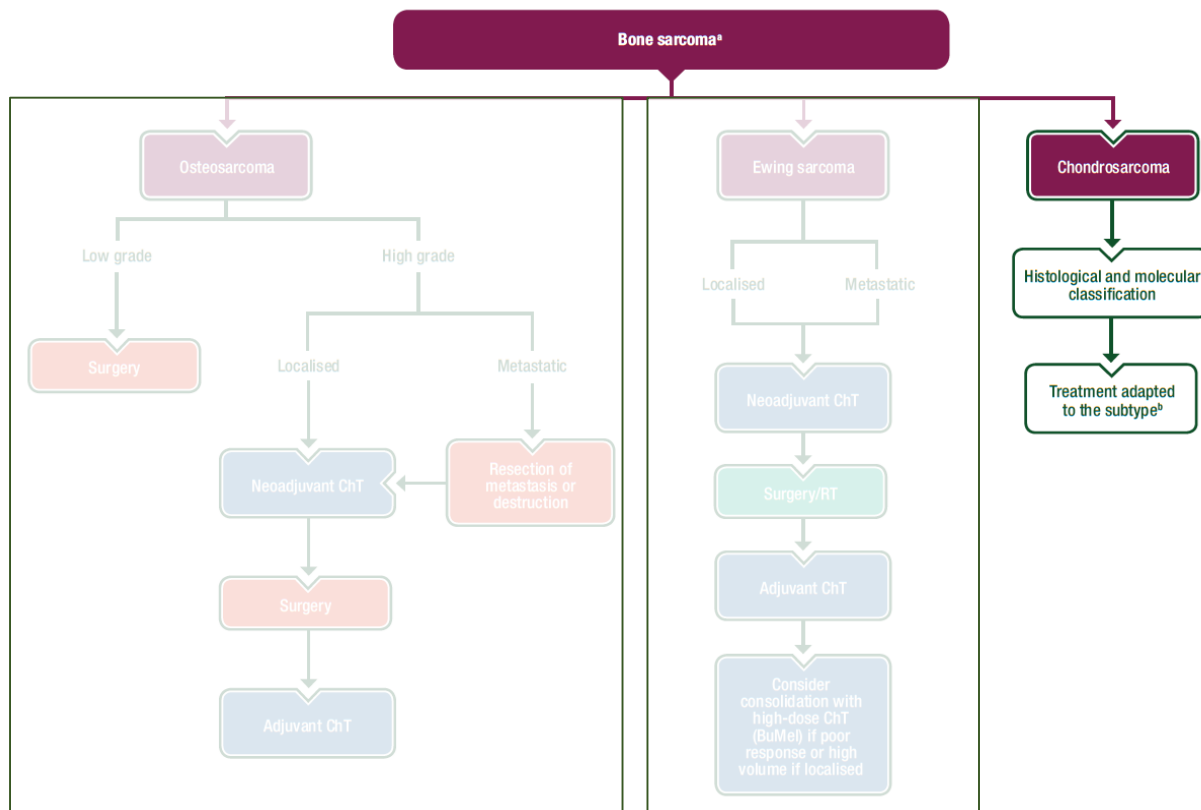 Bone sarcomaᵃ
Osteosarcoma
Low grade
High grade
Surgery
Localised
Metastatic
Neoadjuvant ChT
Resection of
metastasis or
destruction
Surgery
Adjuvant ChT
Ewing sarcoma
Localised
Metastatic
Neoadjuvant ChT
Surgery/RT
Adjuvant ChT
Consider
consolidation with
high-dose ChT
(BuMel) if poor
response or high
volume if localised
Chondrosarcoma
Histological and molecular
classification
Treatment adapted
to the subtypeᵇ